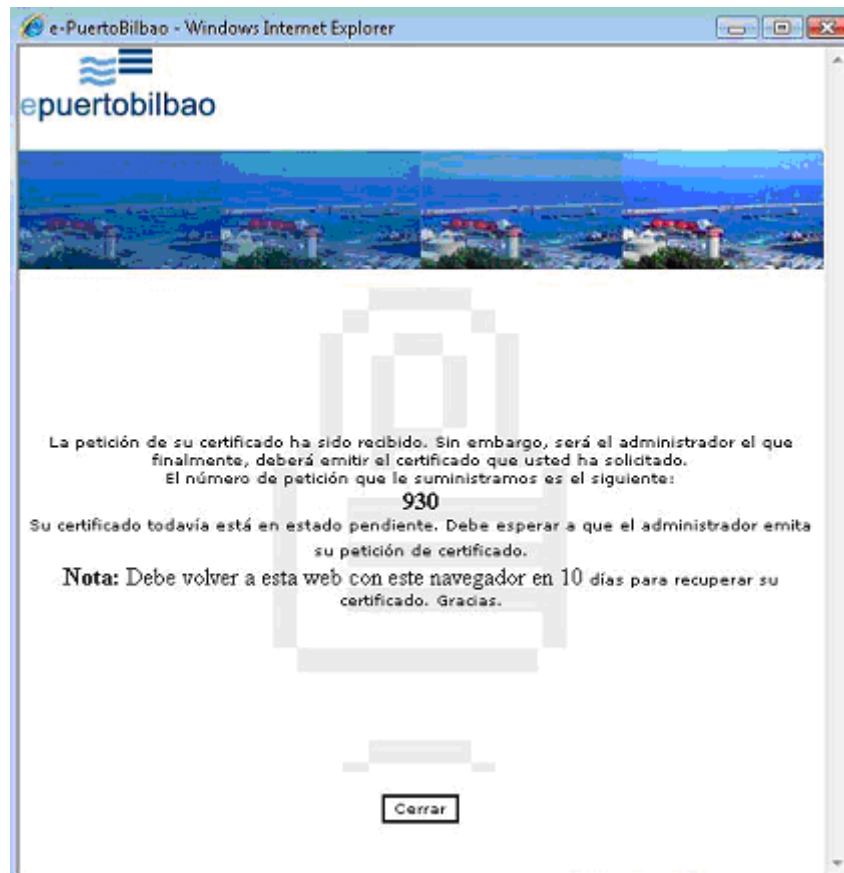 e-PuertoBilbao - Windows Internet Explorer
epuertobilbao
La petición de su certificado ha sido recibido. Sin embargo, será el administrador el que
finalmente, deberá emitir el certificado que usted ha solicitado.
El número de petición que le suministramos es el siguiente:
930
Su certificado todavía está en estado pendiente. Debe esperar a que el administrador emita
su petición de certificado.
Nota: Debe volver a esta web con este navegador en 10 días para recuperar su
certificado. Gracias.
Cerrar